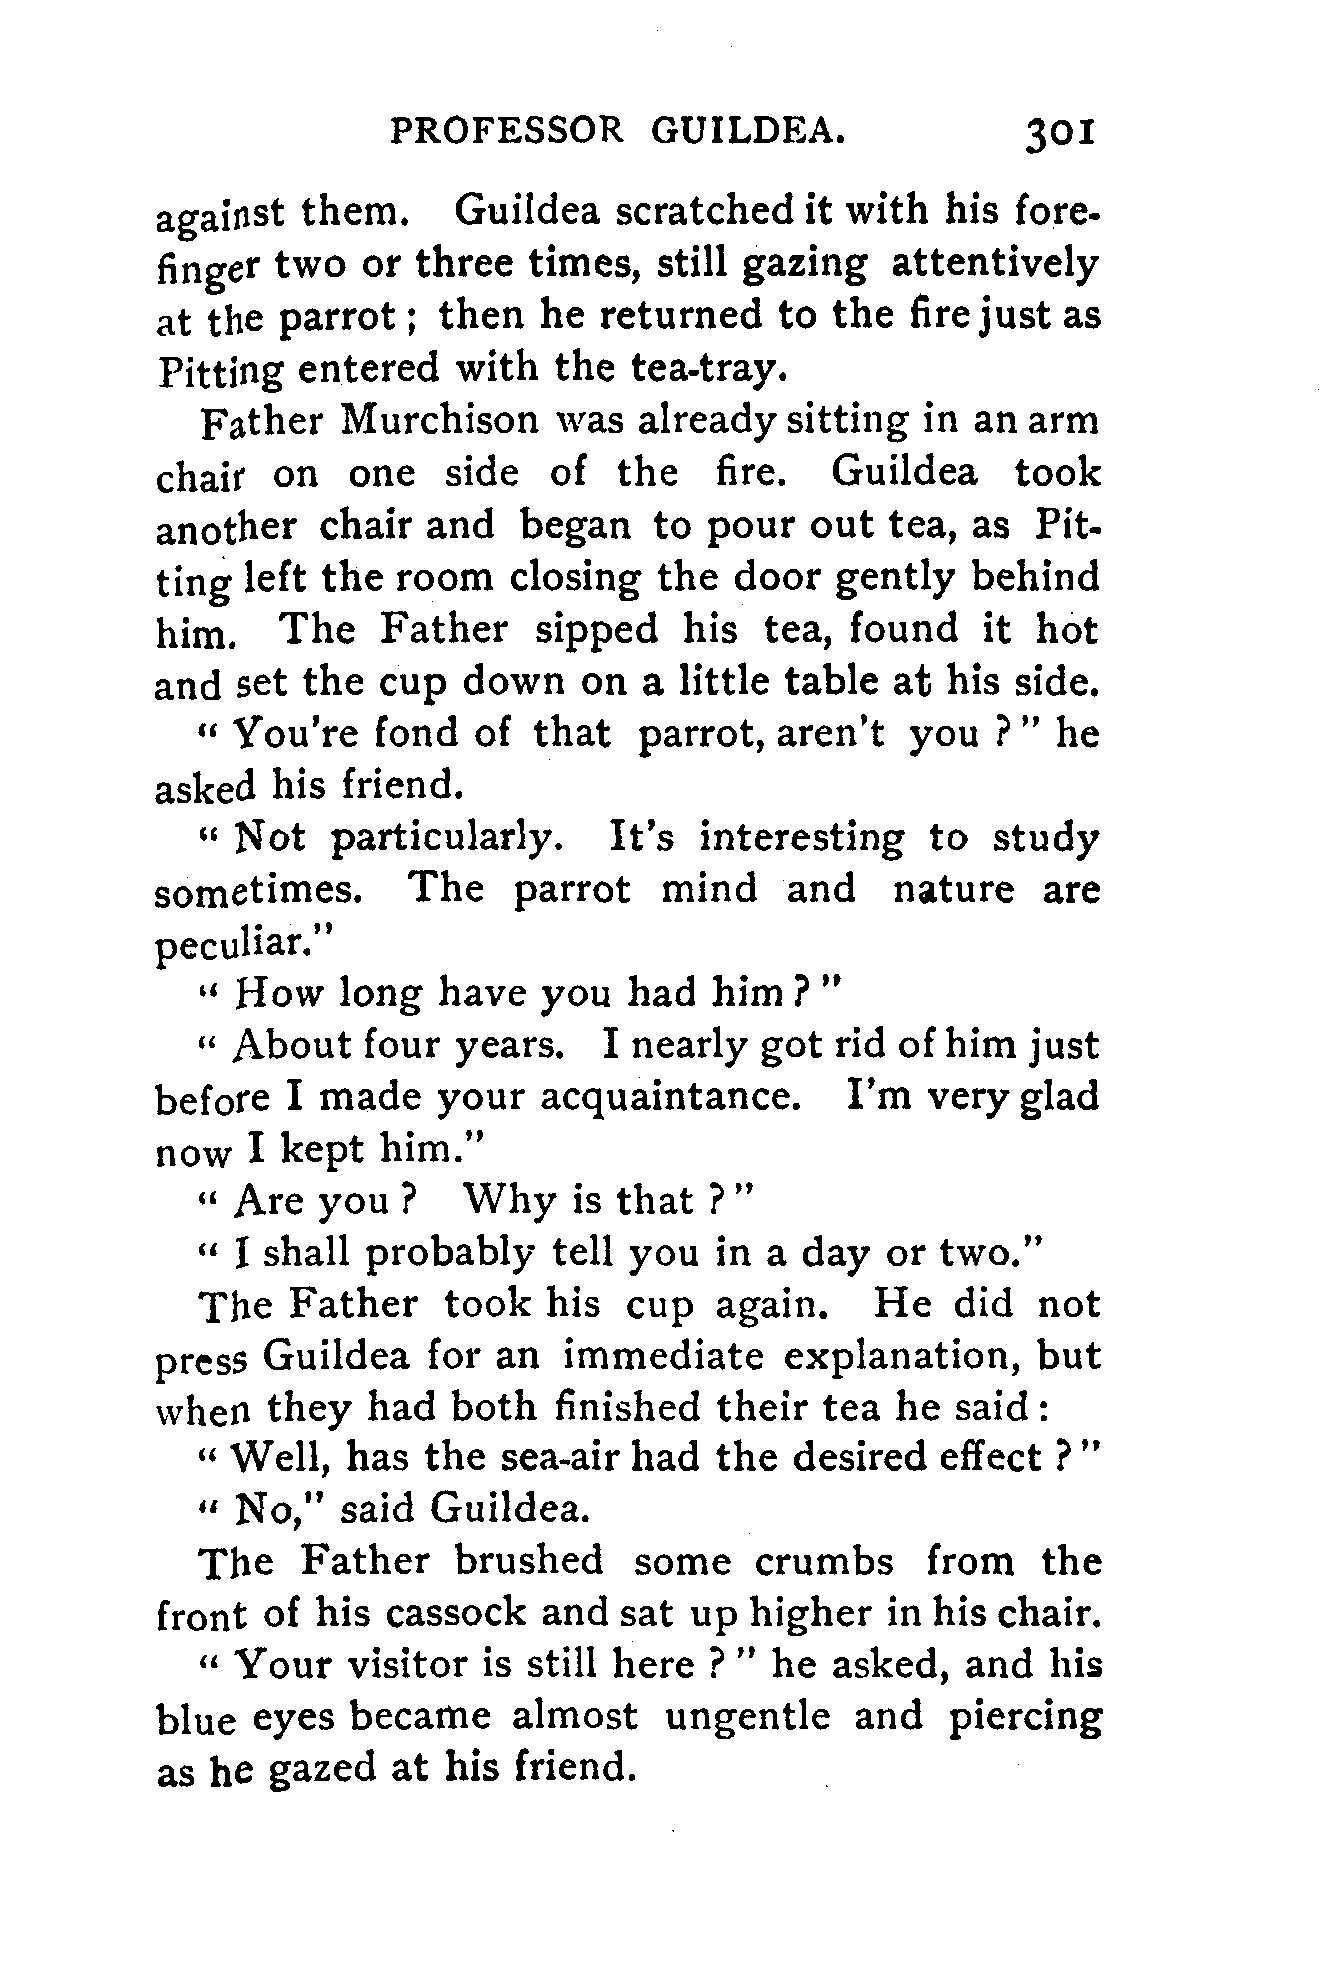 PROFESSOR GUILDEA. 301
against them. Guildea scratched it with his fore-
finger two or three times, still gazing attentively
at the parrot ; then he returned to the fire just as
Pitting entered with the tea-tray.
Father Murchison was already sitting in an arm
chair on one side of the fire. Guildea took
another chair and began to pour out tea, as Pit-
ting left the room closing the door gently behind
him. The Father sipped his tea, found it hot
and set the cup down on a little table at his side.
“ You're fond of that parrot, aren't you ? ” he
asked his friend.
“ Not particularly. It's interesting to study
sometimes. The parrot mind and nature are
peculiar.”
“ How long have you had him ? ”
“ About four years. I nearly got rid of him just
before I made your acquaintance. I'm very glad
now I kept him.”
“ Are you ? Why is that ? ”
“ I shall probably tell you in a day or two.”
The Father took his cup again. He did not
press Guildea for an immediate explanation, but
when they had both finished their tea he said :
“ Well, has the sea-air had the desired effect ? ”
“ No,” said Guildea.
The Father brushed some crumbs from the
front of his cassock and sat up higher in his chair.
“ Your visitor is still here ? ” he asked, and his
blue eyes became almost ungentle and piercing
as he gazed at his friend.